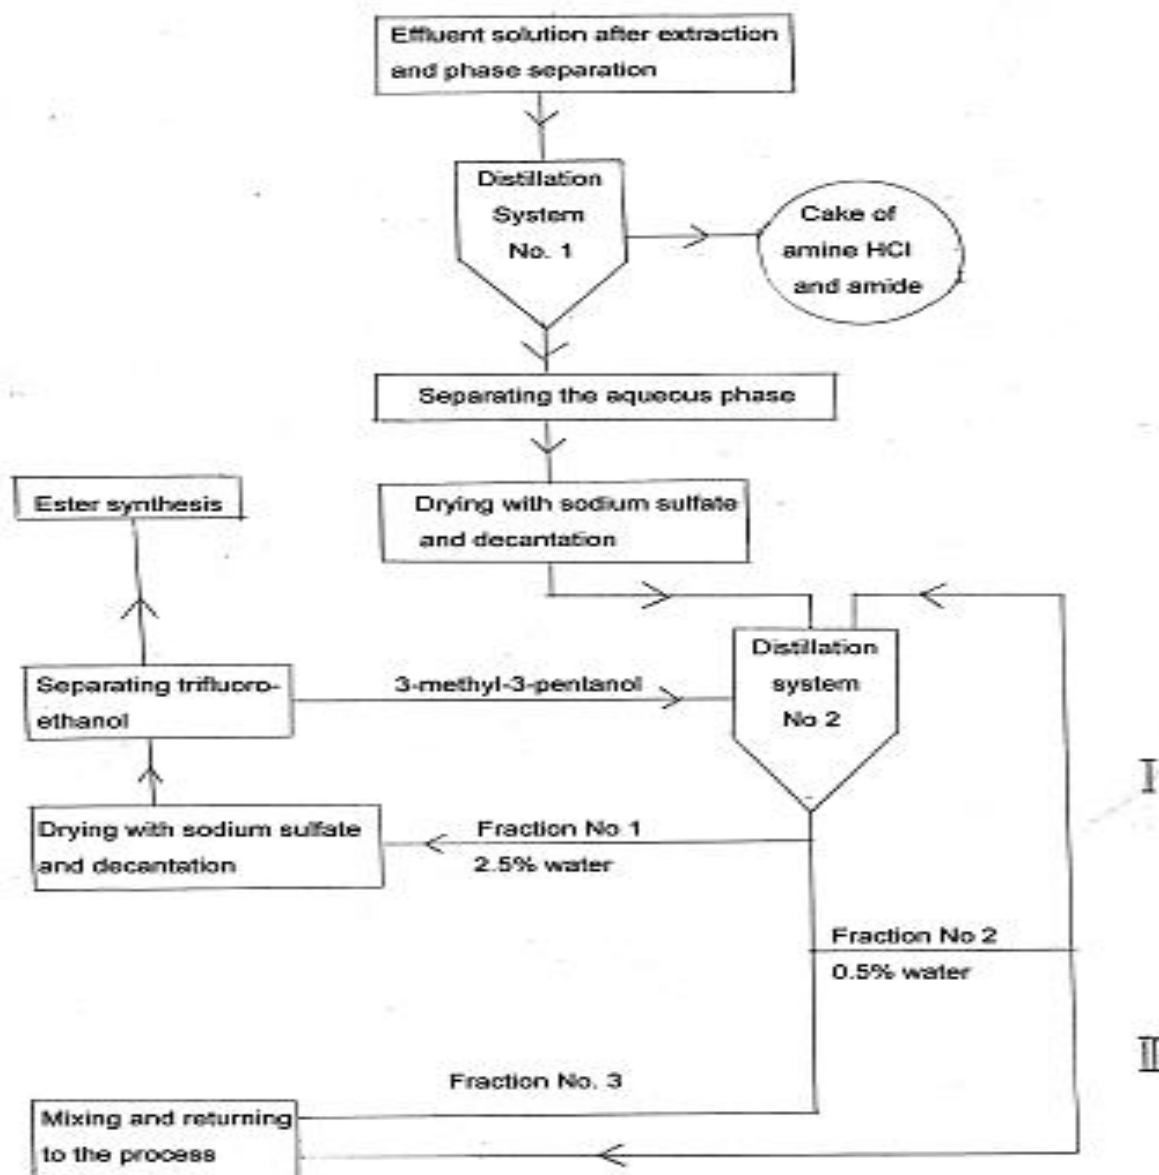 Effluent solution after extraction
and phase separation
Distillation
System
No. 1
Cake of
amine HCl
and amide
Separating the aqueous phase
Ester synthesis
Drying with sodium sulfate
and decantation
Separating trifluoro-
ethanol
3-methyl-3-pentanol
Distillation
system
No 2
I
Drying with sodium sulfate
and decantation
Fraction No 1
2.5% water
Fraction No 2
0.5% water
II
Fraction No. 3
Mixing and returning
to the process